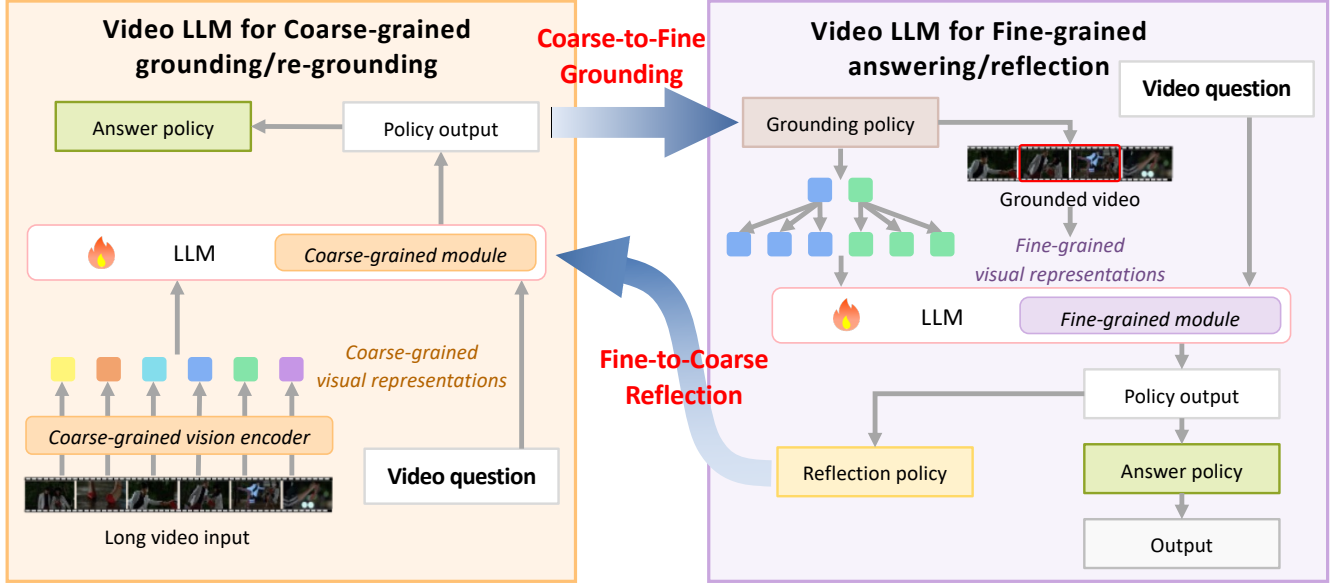 Video LLM for Coarse-grained
grounding/re-grounding
Answer policy
Policy output
LLM
Coarse-grained module
Coarse-grained
visual representations
Coarse-grained vision encoder
Video question
Long video input
Coarse-to-Fine
Grounding
Fine-to-Coarse
Reflection
Video LLM for Fine-grained
answering/reflection
Video question
Grounding policy
Grounded video
Fine-grained
visual representations
LLM
Fine-grained module
Policy output
Reflection policy
Answer policy
Output